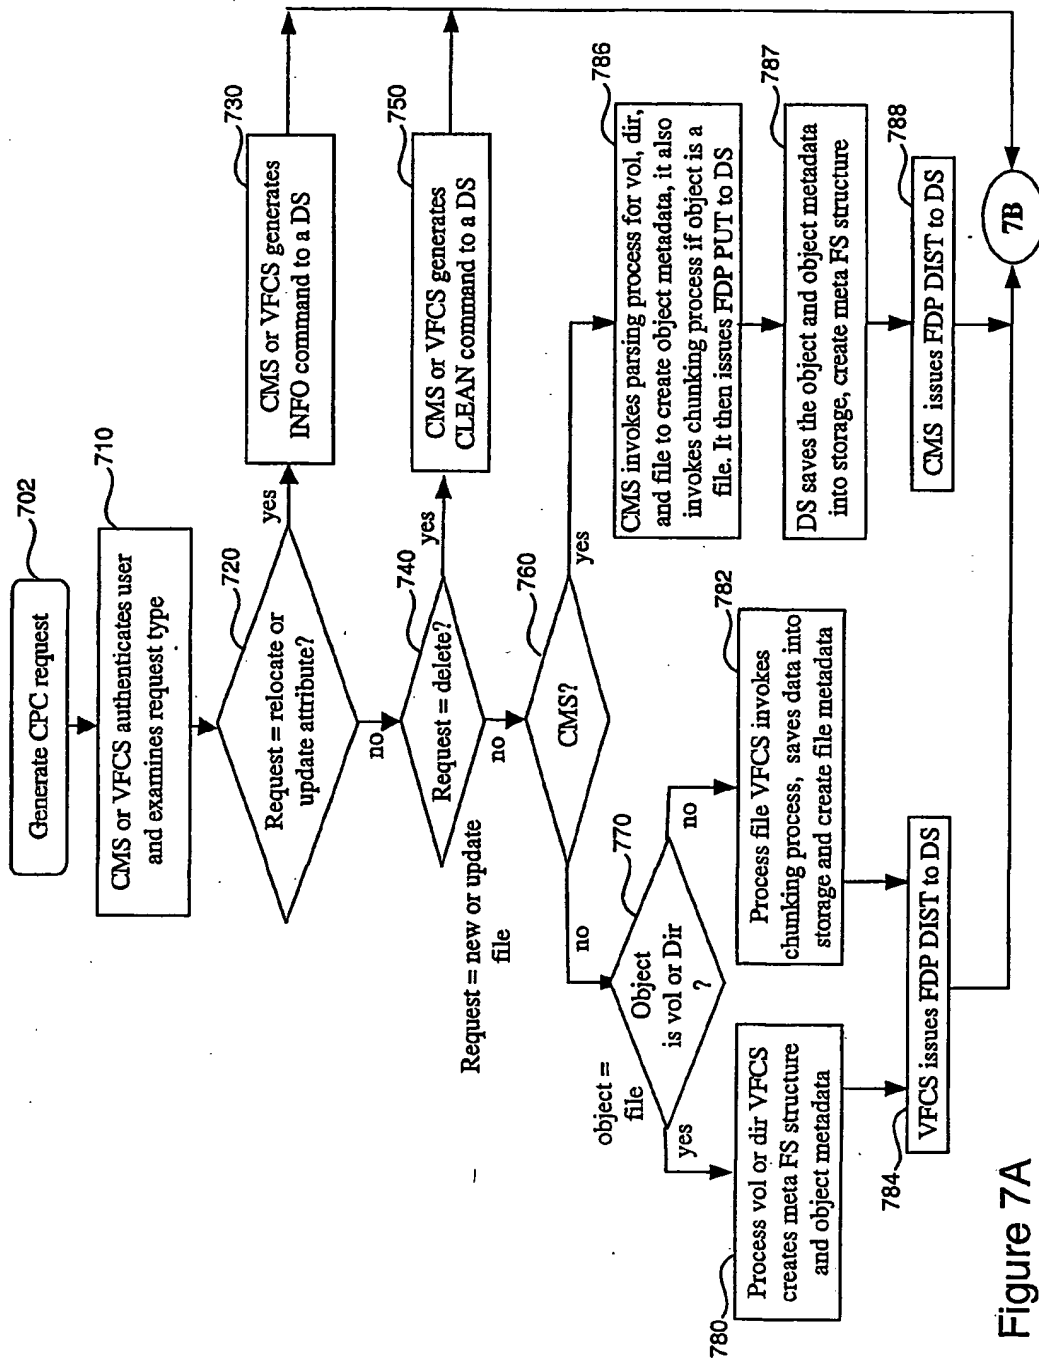 702
Generate CPC request
710
CMS or VFCS authenticates user
and examines request type
720
Request = relocate or
update attribute?
yes
730
CMS or VFCS generates
INFO command to a DS
no
740
Request = delete?
yes
750
CMS or VFCS generates
CLEAN command to a DS
Request = new or update
file
no
760
CMS?
yes
786
CMS invokes parsing process for vol, dir,
and file to create object metadata, it also
invokes chunking process if object is a
file. It then issues FDP PUT to DS
787
DS saves the object and object metadata
into storage, create meta FS structure
788
CMS issues FDP DIST to DS
no
770
Object
is vol or Dir
?
object =
file
yes
no
780
Process vol or dir VFCS
creates meta FS structure
and object metadata
782
Process file VFCS invokes
chunking process, saves data into
storage and create file metadata
784
VFCS issues FDP DIST to DS
7B
Figure 7A